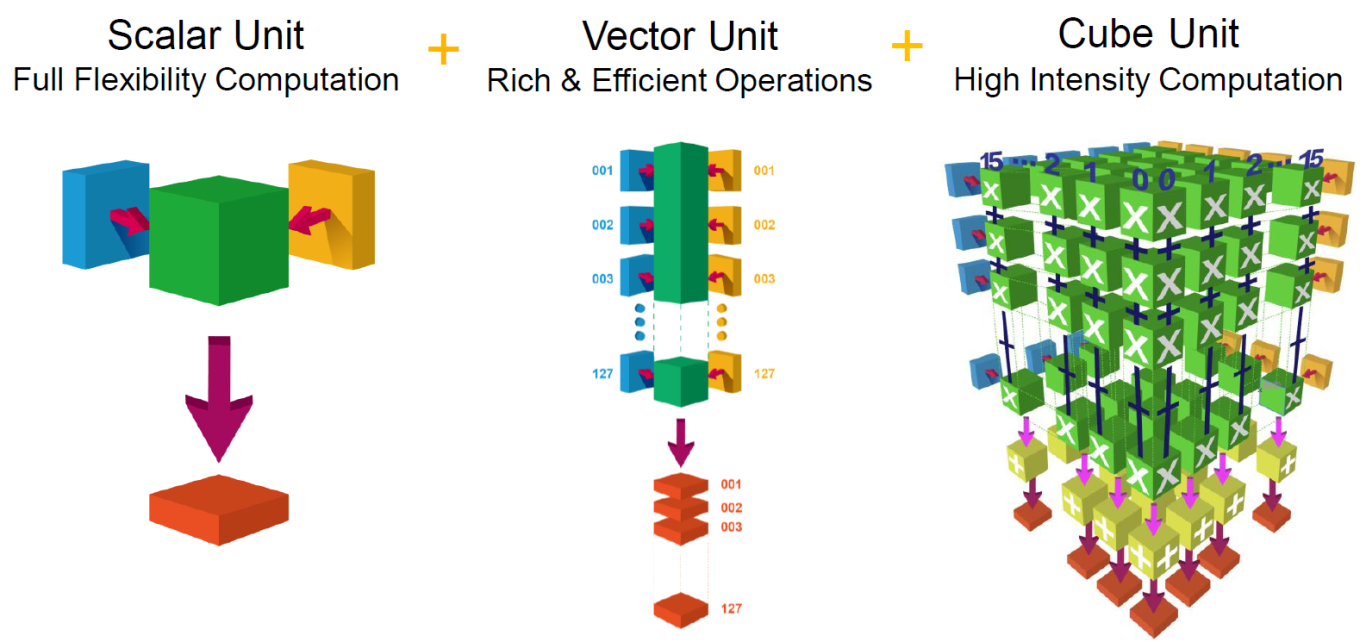 Scalar Unit
Full Flexibility Computation
+
Vector Unit
Rich & Efficient Operations
+
Cube Unit
High Intensity Computation
001 001
002 002
003 003
127 127
001
002
003
127
15 ... 2 1 0 0 1 2 ... 15